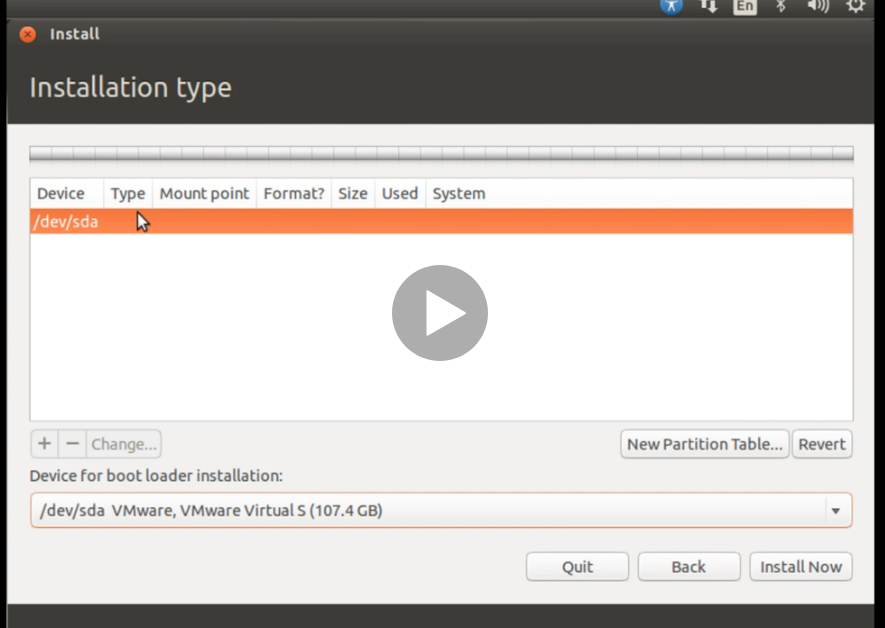 En
Install
Installation type
Device Type Mount point Format? Size Used System
/dev/sda
+ − Change... New Partition Table... Revert
Device for boot loader installation:
/dev/sda VMware, VMware Virtual S (107.4 GB)
Quit Back Install Now